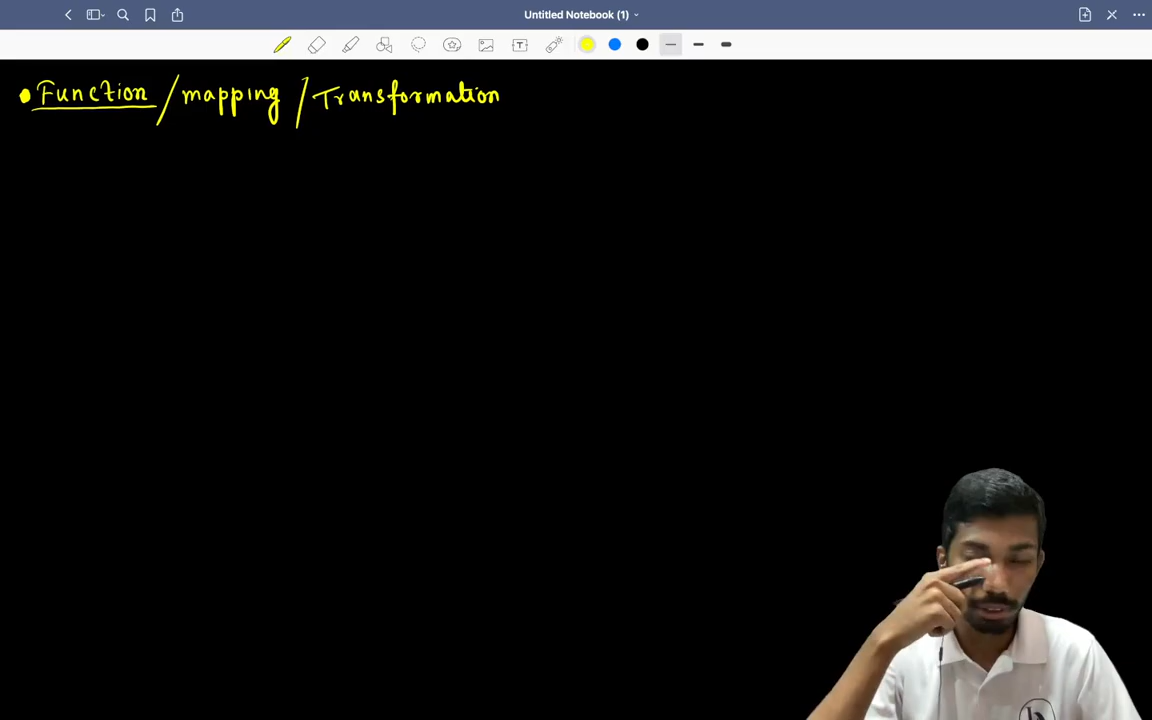 Untitled Notebook (1)
• Function / mapping / Transformation